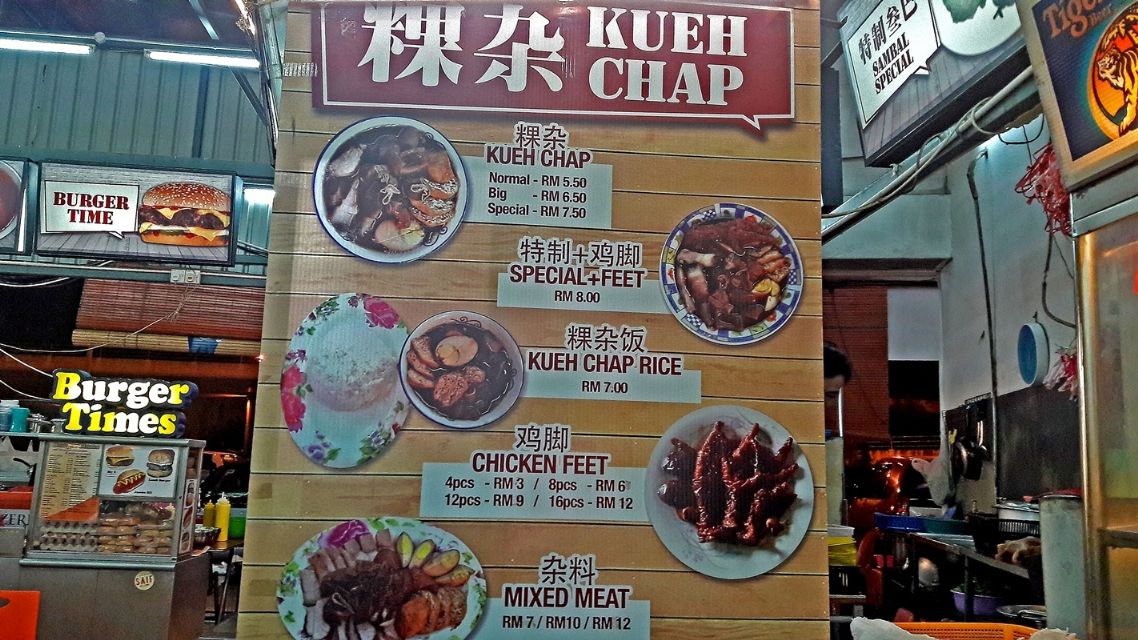 粿杂 KUEH
CHAP
粿杂
KUEH CHAP
Normal - RM 5.50
Big - RM 6.50
Special - RM 7.50
特制+鸡脚
SPECIAL+FEET
RM 8.00
粿杂饭
KUEH CHAP RICE
RM 7.00
鸡脚
CHICKEN FEET
4pcs - RM 3 / 8pcs - RM 6
12pcs - RM 9 / 16pcs - RM 12
杂料
MIXED MEAT
RM 7 / RM10 / RM 12
BURGER
TIME
Burger
Times
特制叁巴
SAMBAL
SPECIAL
Tiger
Beer